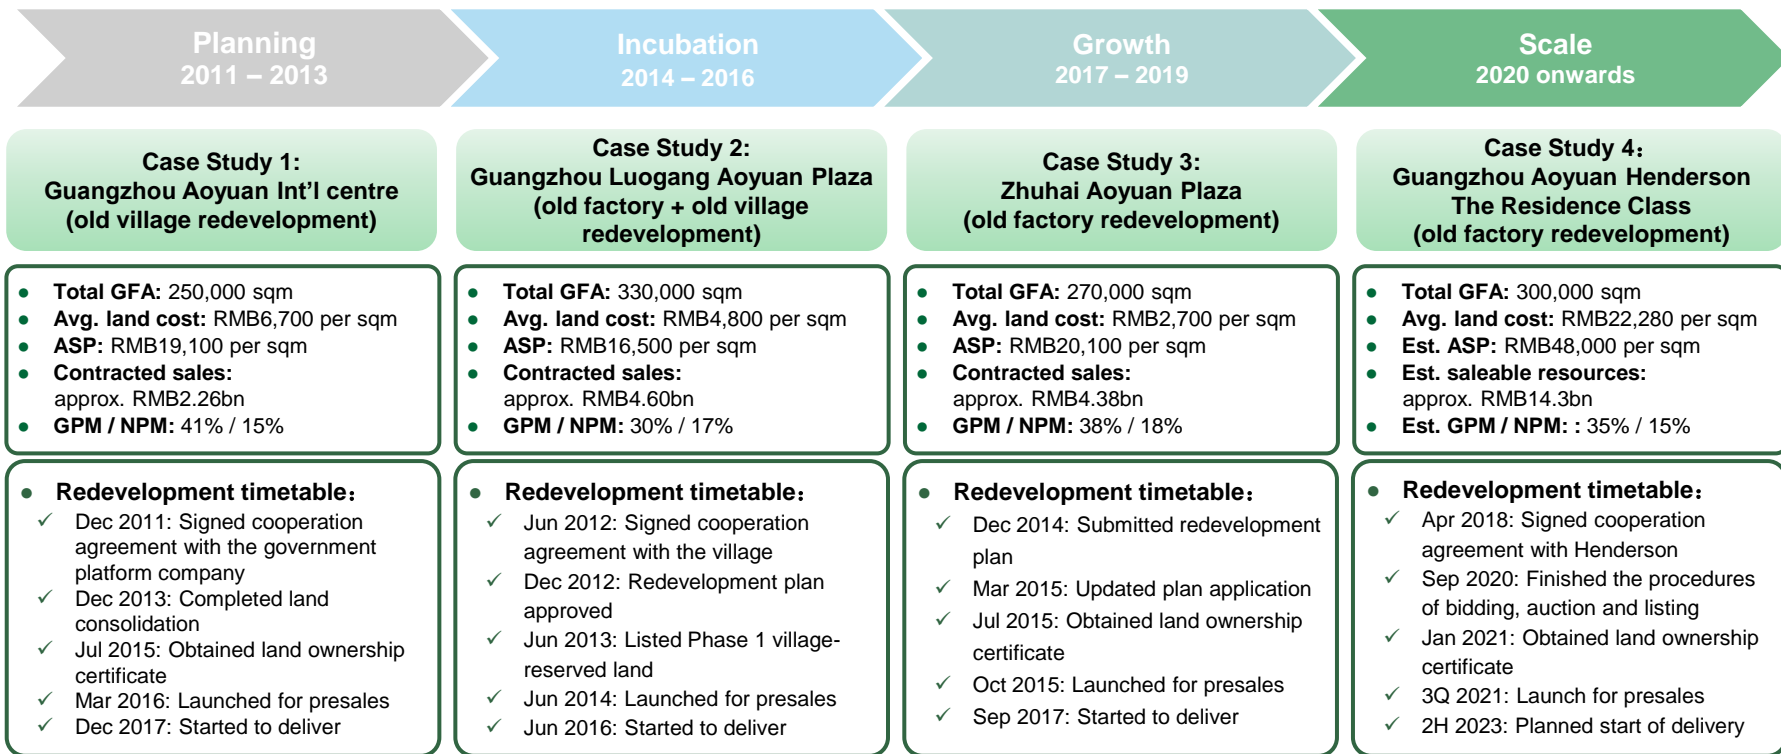 Planning
2011 – 2013
Incubation
2014 – 2016
Growth
2017 – 2019
Scale
2020 onwards
Case Study 1:
Guangzhou Aoyuan Int'l centre
(old village redevelopment)
● Total GFA: 250,000 sqm
● Avg. land cost: RMB6,700 per sqm
● ASP: RMB19,100 per sqm
● Contracted sales:
approx. RMB2.26bn
● GPM / NPM: 41% / 15%
● Redevelopment timetable：
✓ Dec 2011: Signed cooperation
agreement with the government
platform company
✓ Dec 2013: Completed land
consolidation
✓ Jul 2015: Obtained land ownership
certificate
✓ Mar 2016: Launched for presales
✓ Dec 2017: Started to deliver
Case Study 2:
Guangzhou Luogang Aoyuan Plaza
(old factory + old village
redevelopment)
● Total GFA: 330,000 sqm
● Avg. land cost: RMB4,800 per sqm
● ASP: RMB16,500 per sqm
● Contracted sales:
approx. RMB4.60bn
● GPM / NPM: 30% / 17%
● Redevelopment timetable：
✓ Jun 2012: Signed cooperation
agreement with the village
✓ Dec 2012: Redevelopment plan
approved
✓ Jun 2013: Listed Phase 1 village-
reserved land
✓ Jun 2014: Launched for presales
✓ Jun 2016: Started to deliver
Case Study 3:
Zhuhai Aoyuan Plaza
(old factory redevelopment)
● Total GFA: 270,000 sqm
● Avg. land cost: RMB2,700 per sqm
● ASP: RMB20,100 per sqm
● Contracted sales:
approx. RMB4.38bn
● GPM / NPM: 38% / 18%
● Redevelopment timetable：
✓ Dec 2014: Submitted redevelopment
plan
✓ Mar 2015: Updated plan application
✓ Jul 2015: Obtained land ownership
certificate
✓ Oct 2015: Launched for presales
✓ Sep 2017: Started to deliver
Case Study 4：
Guangzhou Aoyuan Henderson
The Residence Class
(old factory redevelopment)
● Total GFA: 300,000 sqm
● Avg. land cost: RMB22,280 per sqm
● Est. ASP: RMB48,000 per sqm
● Est. saleable resources:
approx. RMB14.3bn
● Est. GPM / NPM: : 35% / 15%
● Redevelopment timetable：
✓ Apr 2018: Signed cooperation
agreement with Henderson
✓ Sep 2020: Finished the procedures
of bidding, auction and listing
✓ Jan 2021: Obtained land ownership
certificate
✓ 3Q 2021: Launch for presales
✓ 2H 2023: Planned start of delivery